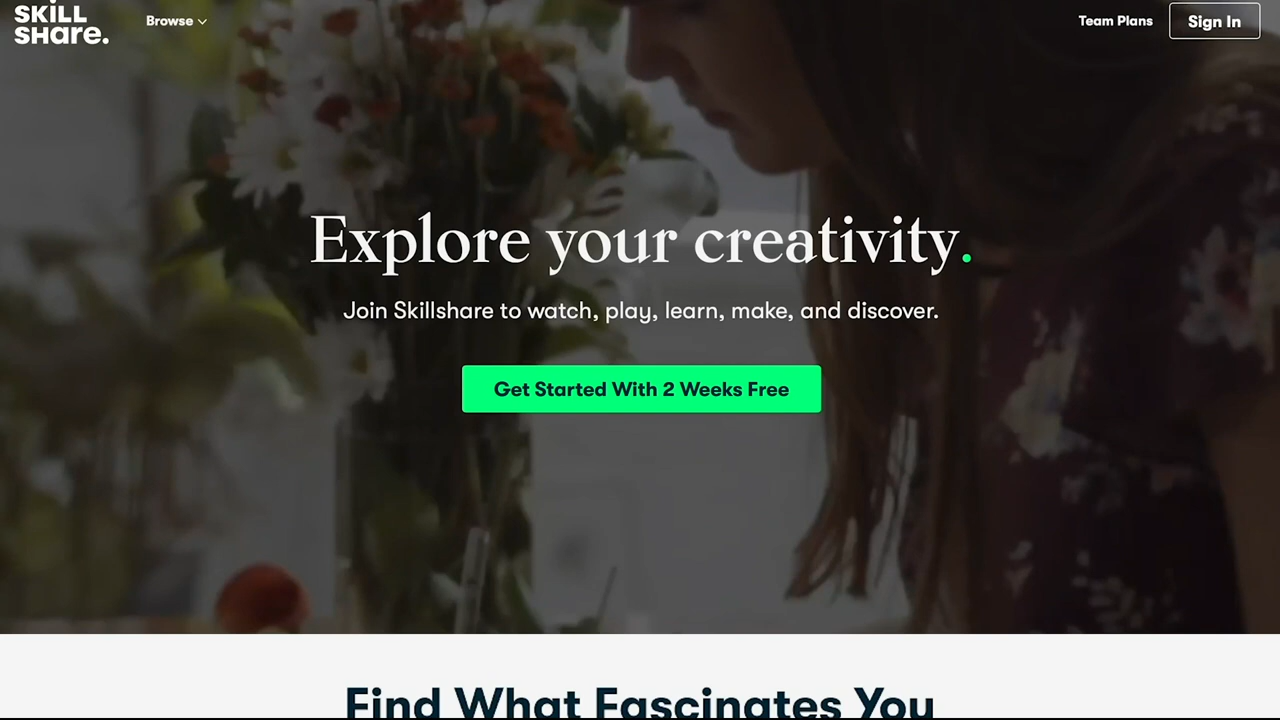 SKILL
SHare.
Browse
Team Plans
Sign In
Explore your creativity.
Join Skillshare to watch, play, learn, make, and discover.
Get Started With 2 Weeks Free
Find What Fascinates You